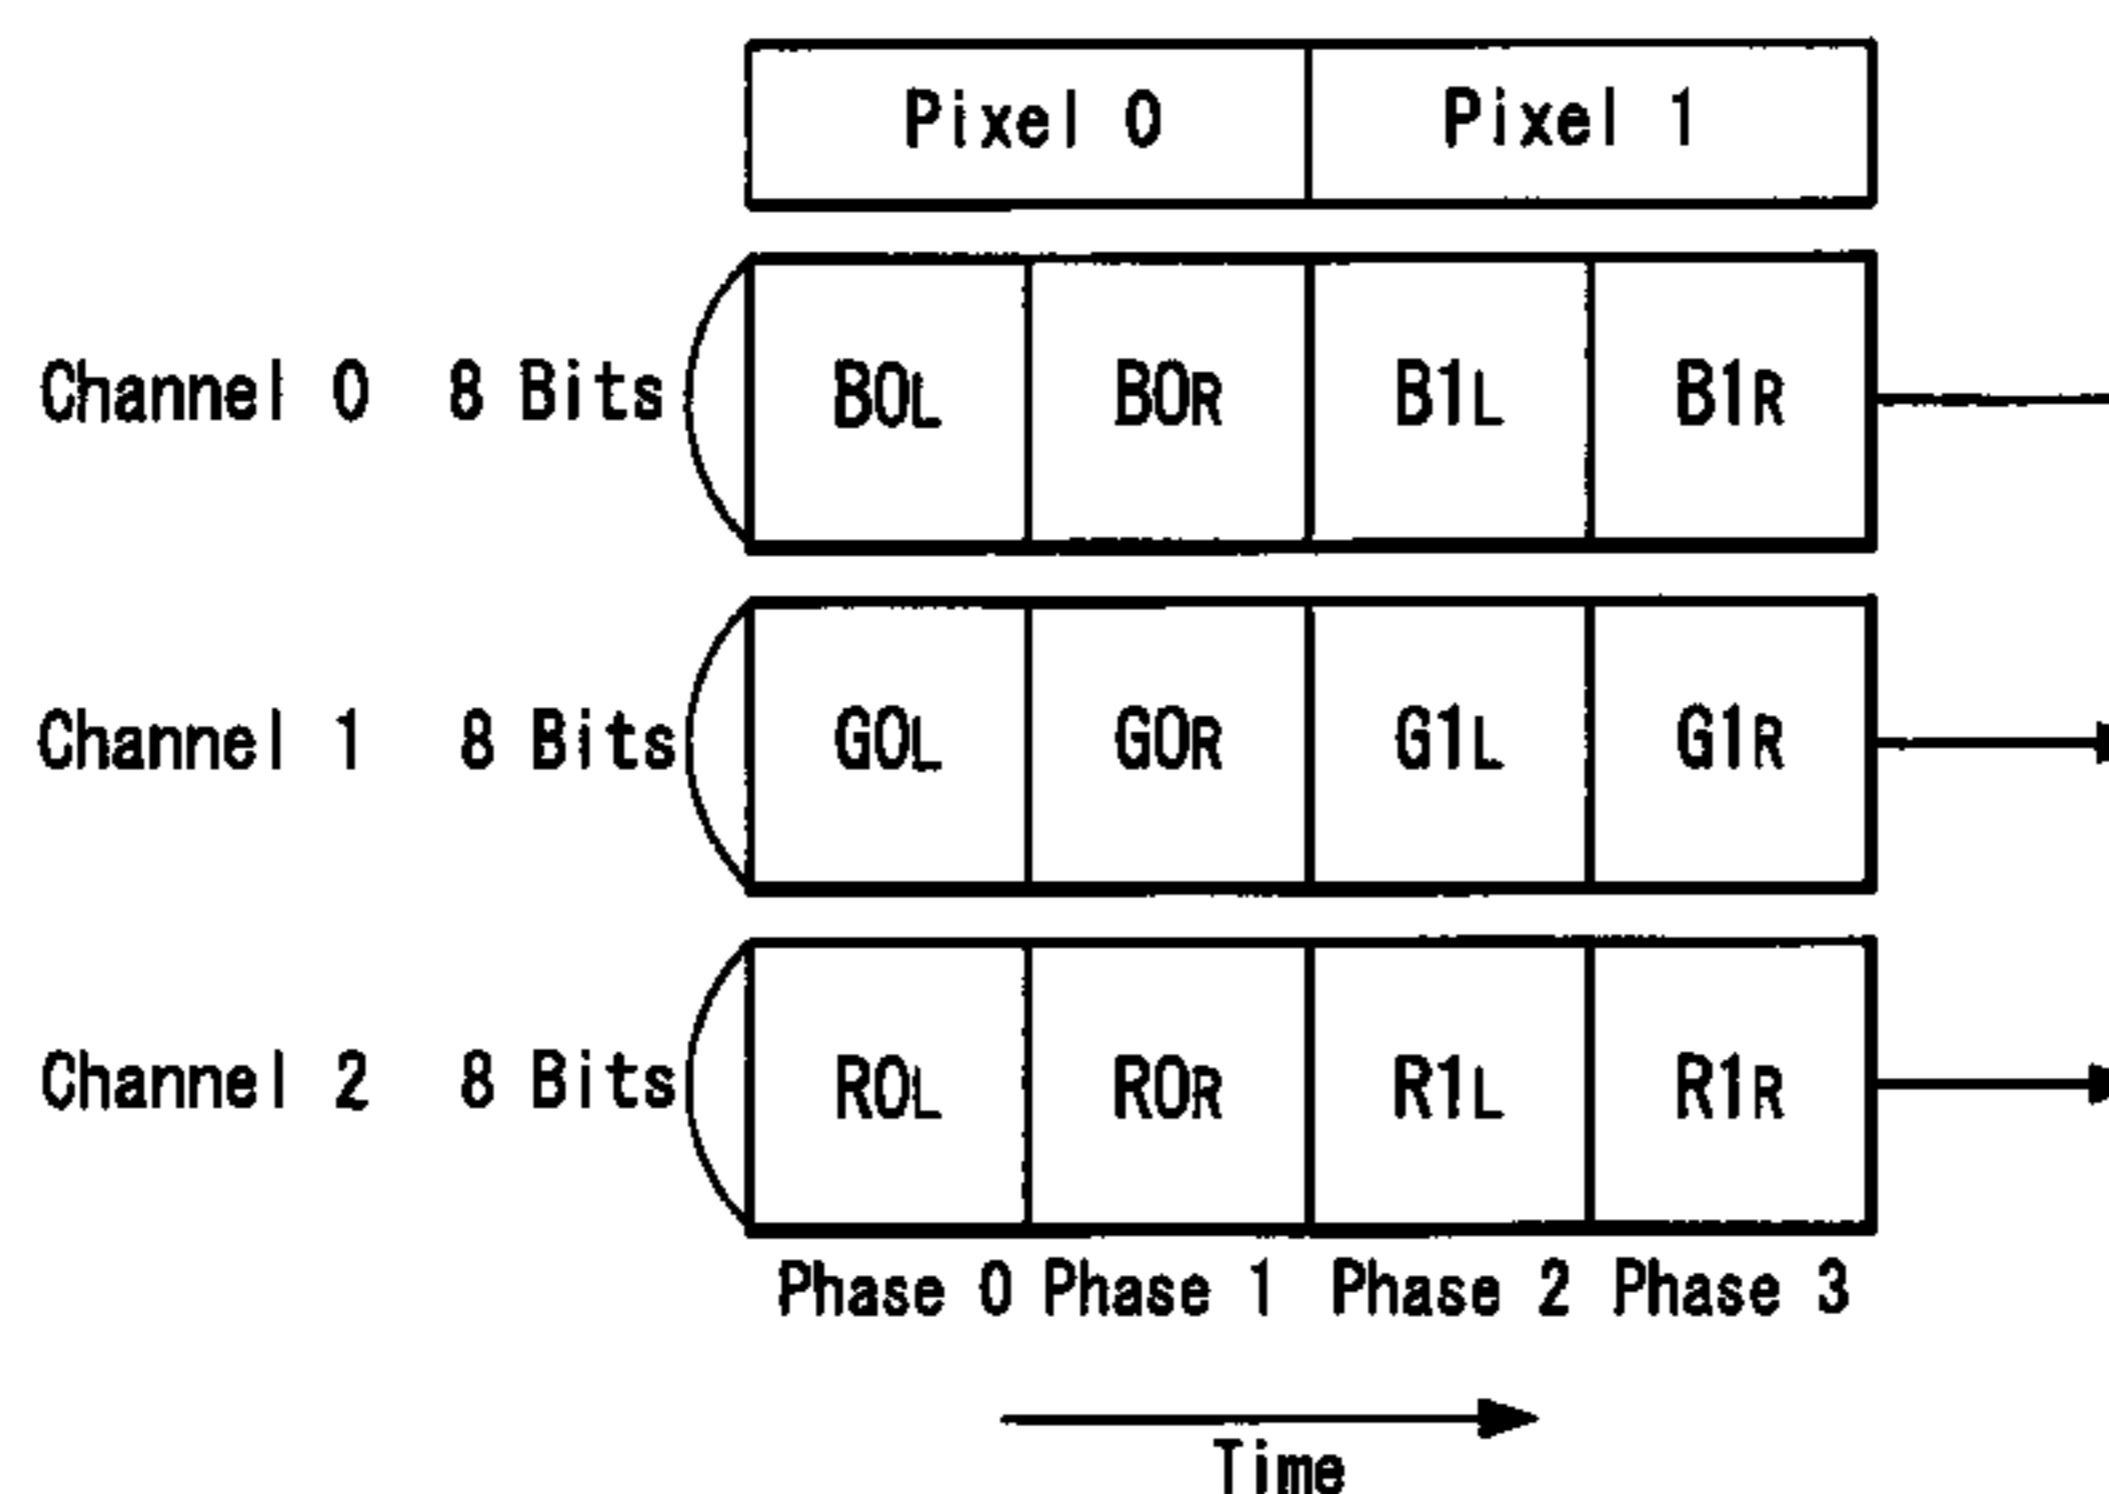 Pixel 0 Pixel 1
Channel 0 8 Bits B0L B0R B1L B1R
Channel 1 8 Bits G0L G0R G1L G1R
Channel 2 8 Bits R0L R0R R1L R1R
Phase 0 Phase 1 Phase 2 Phase 3
Time